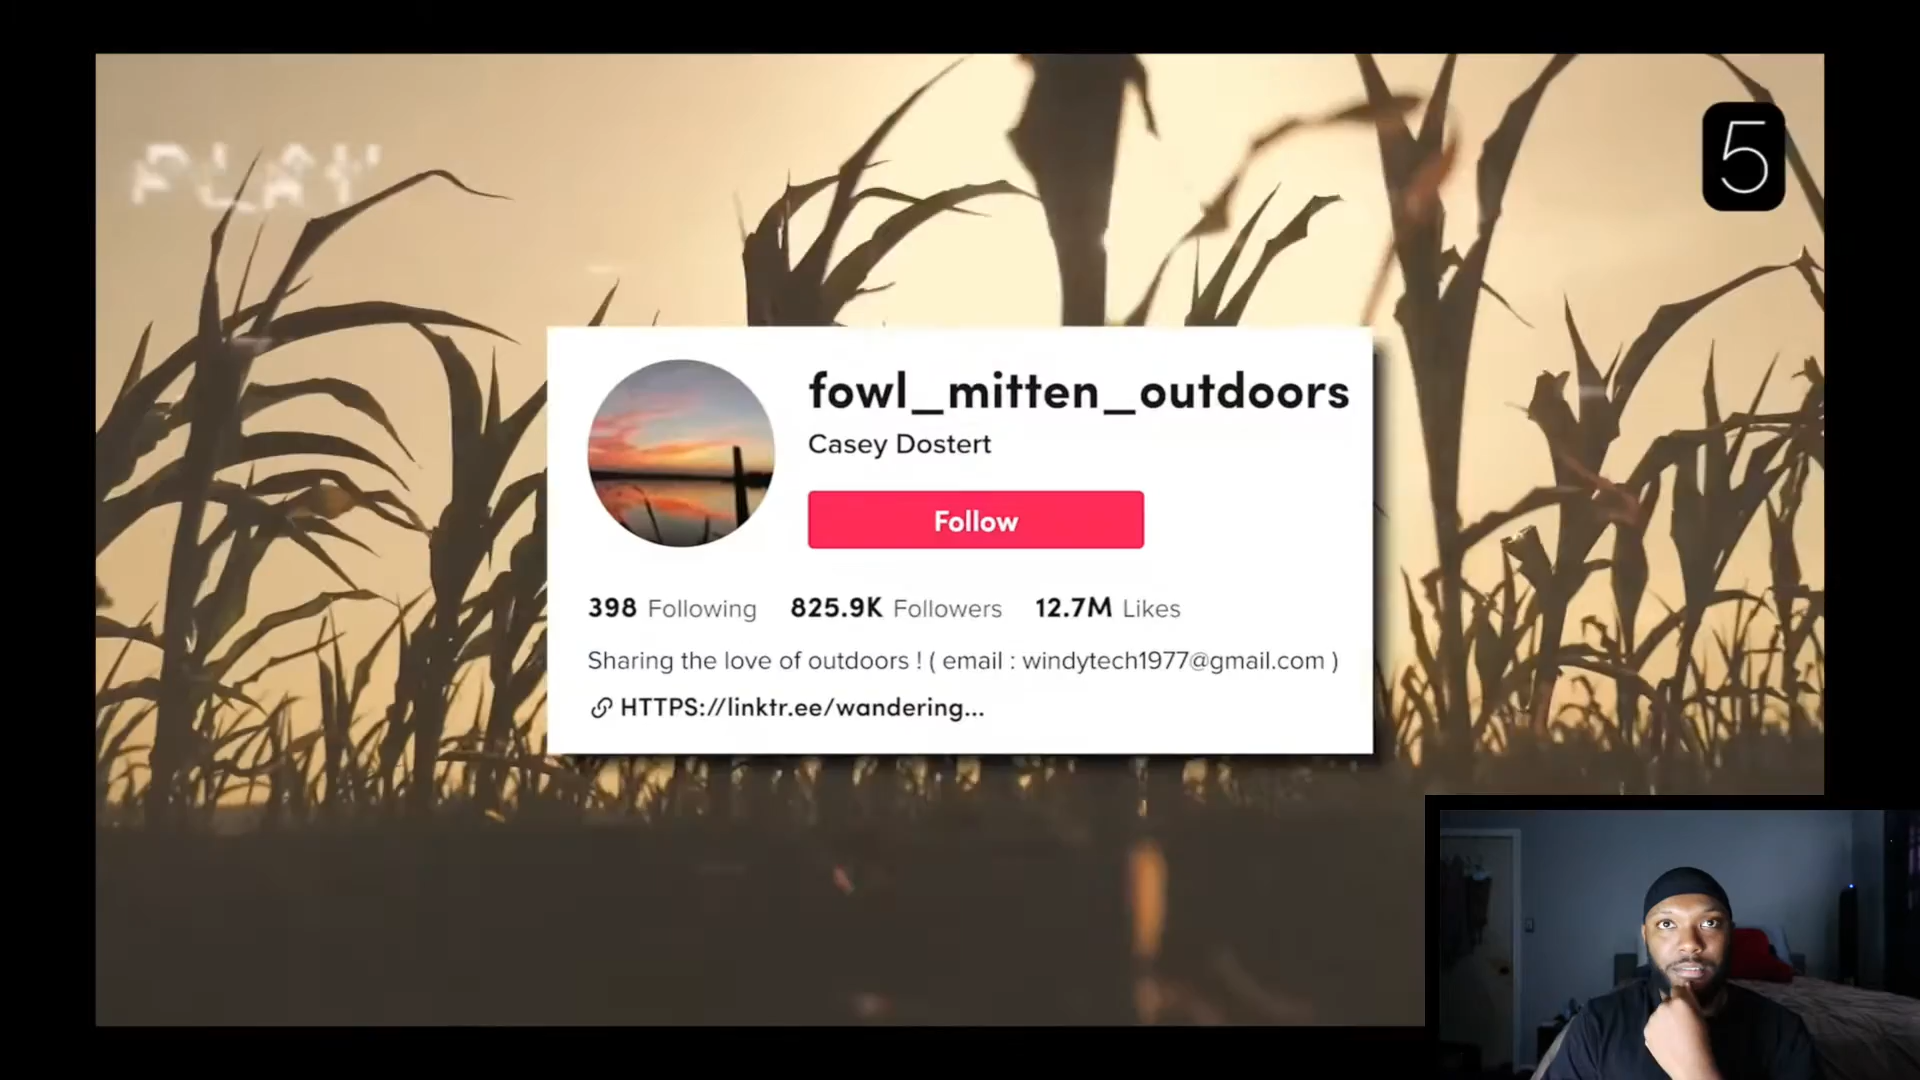 PLAY
5
fowl_mitten_outdoors
Casey Dostert
Follow
398 Following 825.9K Followers 12.7M Likes
Sharing the love of outdoors ! ( email : windytech1977@gmail.com )
HTTPS://linktr.ee/wandering...